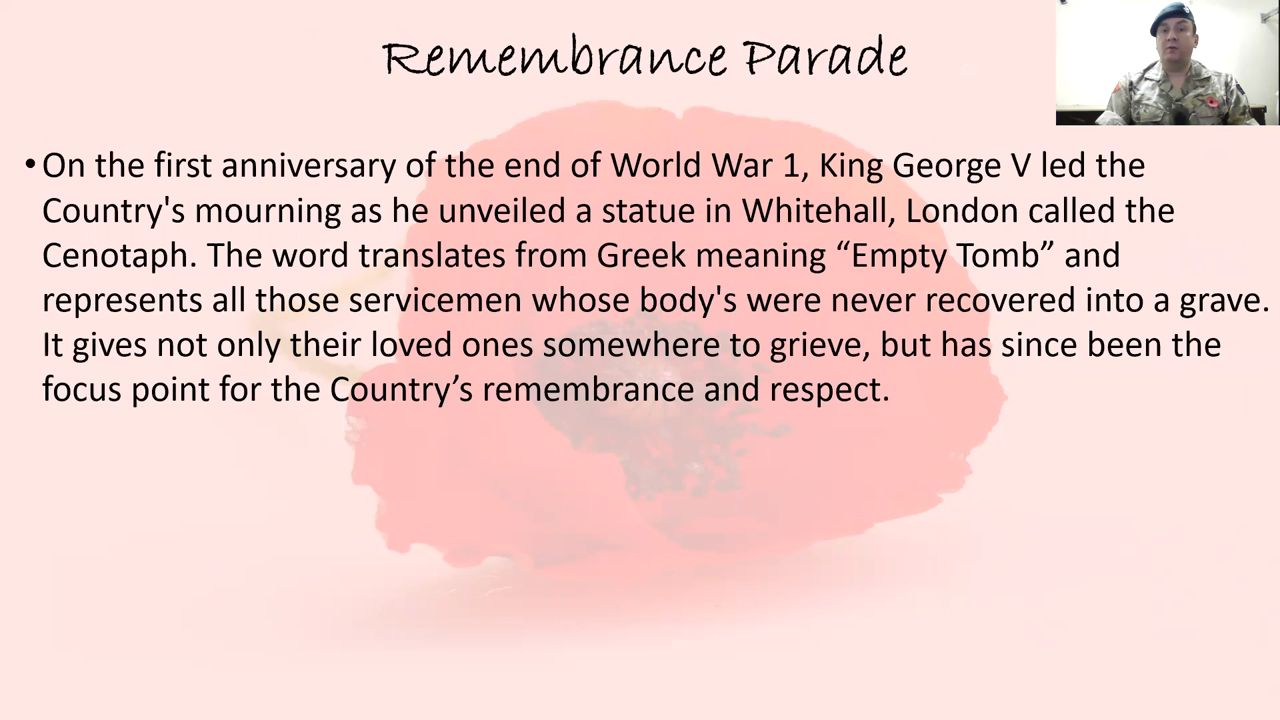 Remembrance Parade
• On the first anniversary of the end of World War 1, King George V led the
Country's mourning as he unveiled a statue in Whitehall, London called the
Cenotaph. The word translates from Greek meaning “Empty Tomb” and
represents all those servicemen whose body's were never recovered into a grave.
It gives not only their loved ones somewhere to grieve, but has since been the
focus point for the Country’s remembrance and respect.